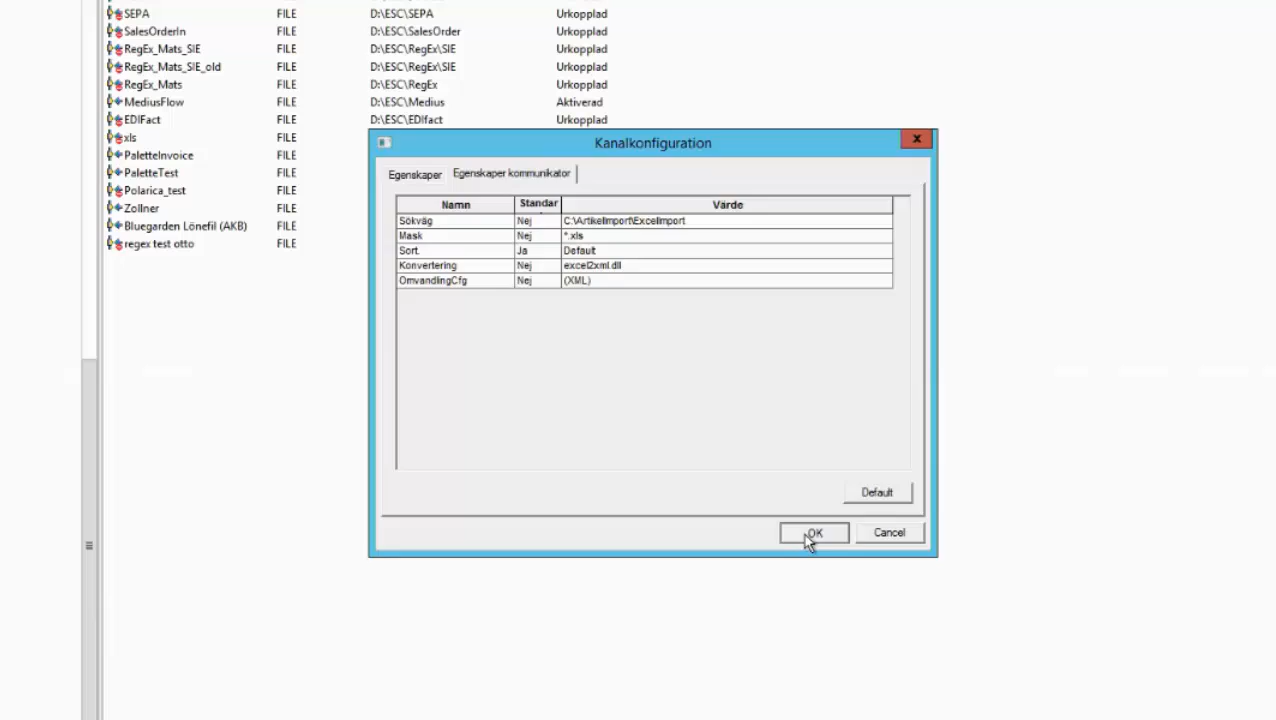 SEPA FILE D:\ESC\SEPA Urkopplad
SalesOrderIn FILE D:\ESC\SalesOrder Urkopplad
RegEx_Mats_SIE FILE D:\ESC\RegEx\SIE Urkopplad
RegEx_Mats_SIE_old FILE D:\ESC\RegEx\SIE Urkopplad
RegEx_Mats FILE D:\ESC\RegEx Urkopplad
MediusFlow FILE D:\ESC\Medius Aktiverad
EDIFact FILE D:\ESC\EDIfact Urkopplad
xls FILE
PaletteInvoice FILE
PaletteTest FILE
Polarica_test FILE
Zollner FILE
Bluegarden Lönefil (AKB) FILE
regex test otto FILE
Kanalkonfiguration
Egenskaper Egenskaper kommunikator
Namn Standar Värde
Sökväg Nej C:\ArtikelImport\ExcelImport
Mask Nej *.xls
Sort. Ja Default
Konvertering Nej excel2xml.dll
OmvandlingCfg Nej (XML)
Default
OK Cancel